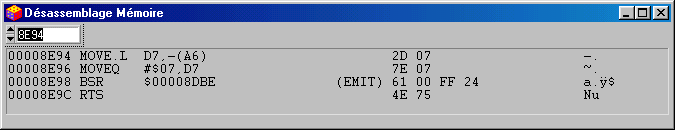 Désassemblage Mémoire
8E94
00008E94 MOVE.L D7,-(A6) 2D 07 -.
00008E96 MOVEQ #$07,D7 7E 07 ~.
00008E98 BSR $00008DBE (EMIT) 61 00 FF 24 a.ÿ$
00008E9C RTS 4E 75 Nu